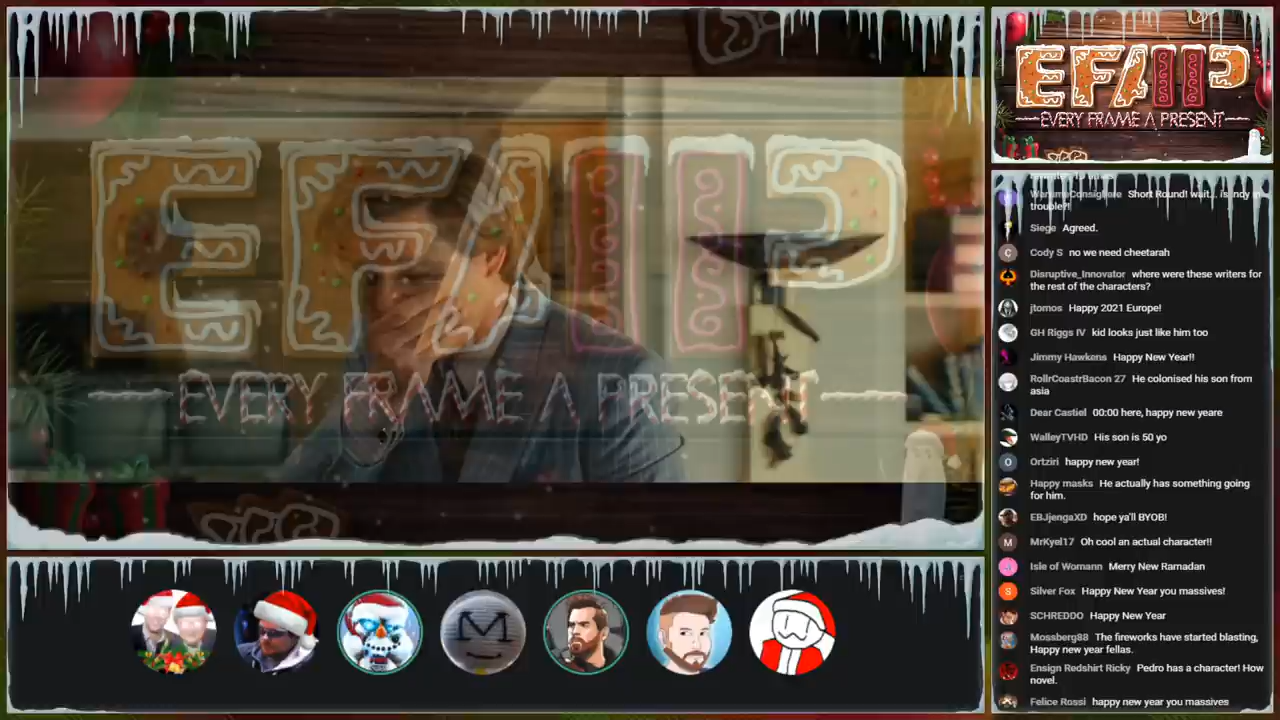 EFAIIP
EVERY FRAME A PRESENT
EFAIIP
EVERY FRAME A PRESENT
Short Round! wait... is
trouble?!
Siege Agreed.
C
Cody S no we need cheetarah
Disruptive_Innovator where were these writers for
the rest of the characters?
jtomos Happy 2021 Europe!
GH Riggs IV kid looks just like him too
Jimmy Hawkens Happy New Year!!
RollrCoastrBacon 27 He colonised his son from
asia
Dear Castiel 00:00 here, happy new yeare
WalleyTVHD His son is 50 yo
O
Ortziri happy new year!
Happy masks He actually has something going
for him.
EBJjengaXD hope ya'll BYOB!
M
MrKyel17 Oh cool an actual character!!
Isle of Womann Merry New Ramadan
S
Silver Fox Happy New Year you massives!
SCHREDDO Happy New Year
Mossberg88 The fireworks have started blasting,
Happy new year fellas.
Ensign Redshirt Ricky Pedro has a character! How
novel.
Felice Rossi happy new year you massives
M